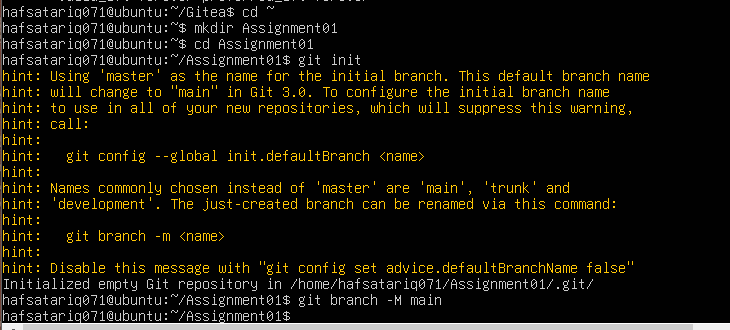 hafsatariq071@ubuntu:~/Gitea$ cd ~
hafsatariq071@ubuntu:~$ mkdir Assignment01
hafsatariq071@ubuntu:~$ cd Assignment01
hafsatariq071@ubuntu:~/Assignment01$ git init
hint: Using 'master' as the name for the initial branch. This default branch name
hint: will change to "main" in Git 3.0. To configure the initial branch name
hint: to use in all of your new repositories, which will suppress this warning,
hint: call:
hint:
hint:   git config --global init.defaultBranch <name>
hint:
hint: Names commonly chosen instead of 'master' are 'main', 'trunk' and
hint: 'development'. The just-created branch can be renamed via this command:
hint:
hint:   git branch -m <name>
hint:
hint: Disable this message with "git config set advice.defaultBranchName false"
Initialized empty Git repository in /home/hafsatariq071/Assignment01/.git/
hafsatariq071@ubuntu:~/Assignment01$ git branch -M main
hafsatariq071@ubuntu:~/Assignment01$